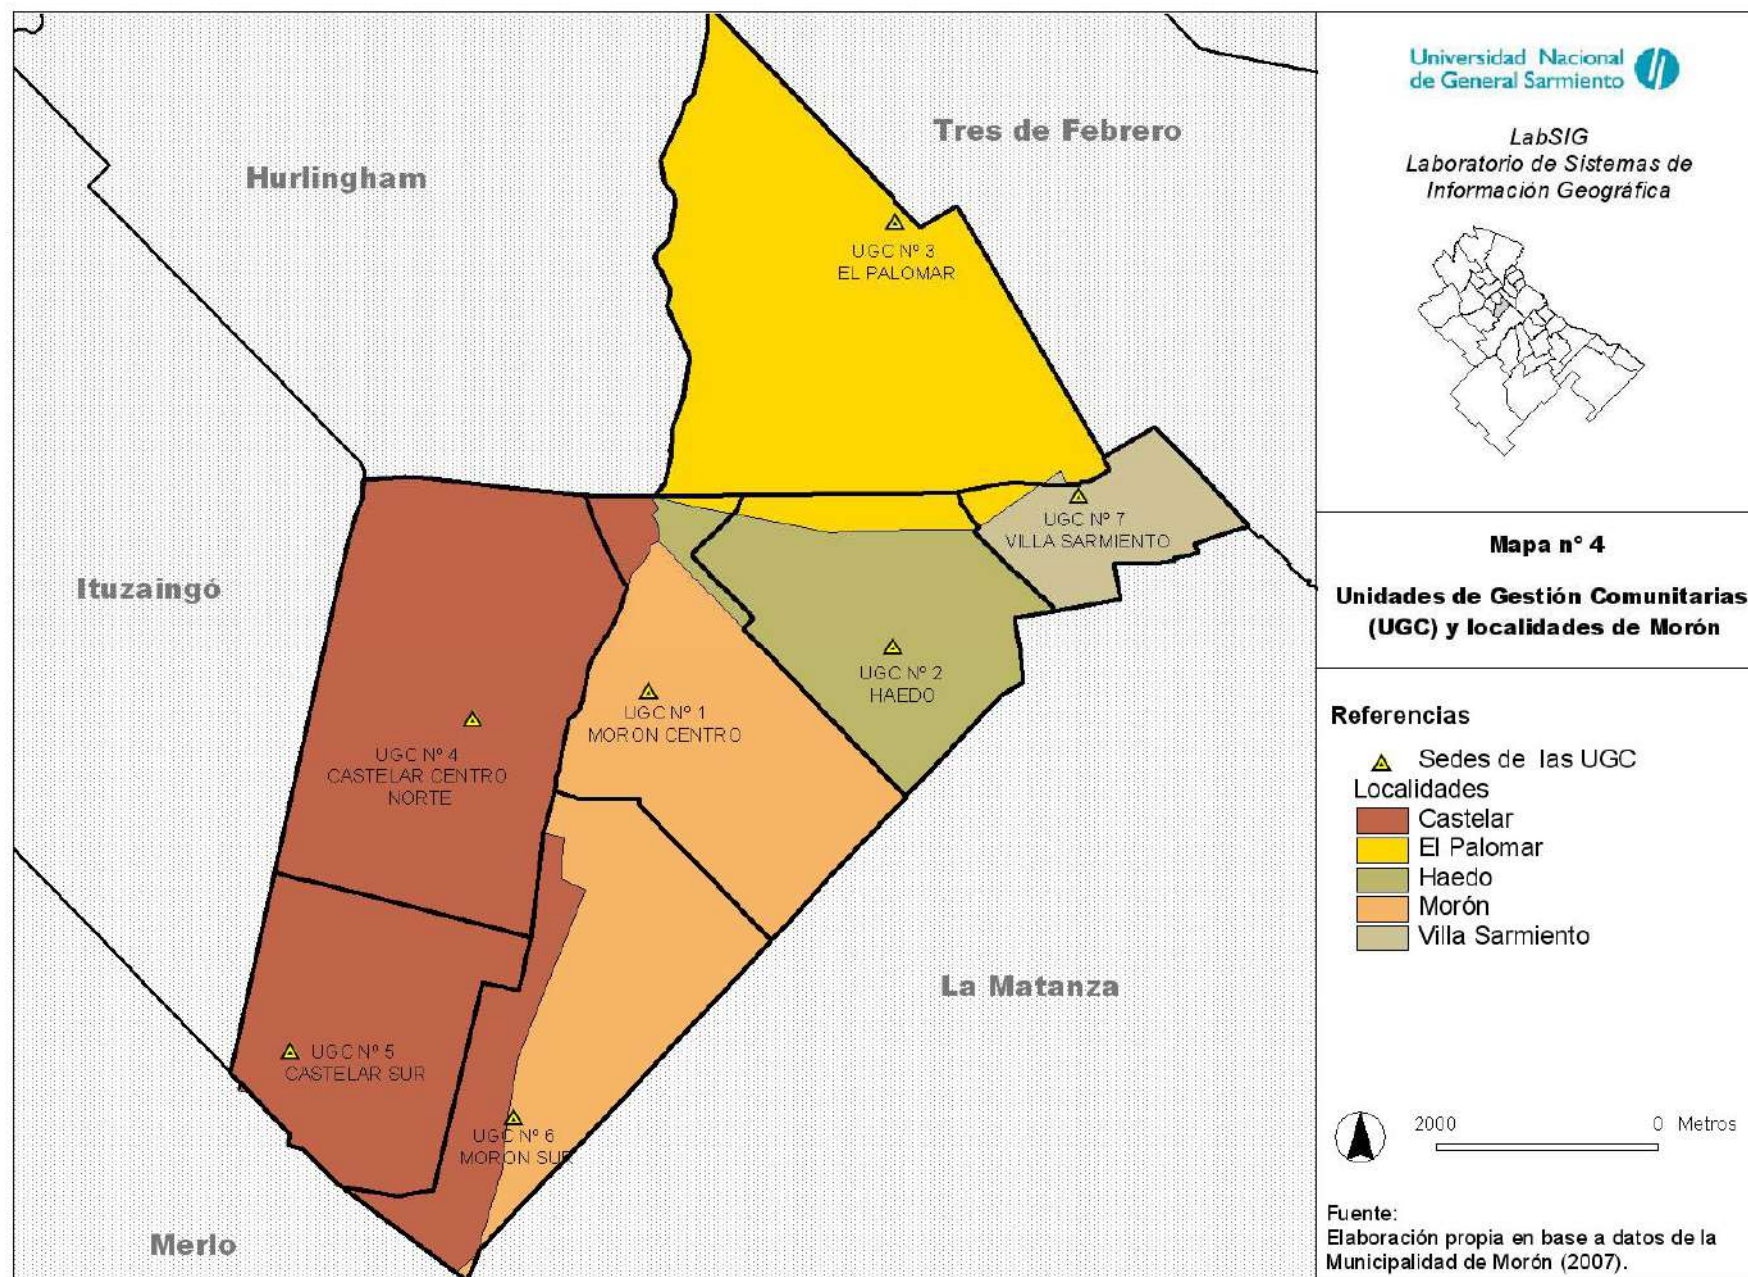 Tres de Febrero
Hurlingham
UGC Nº 3
EL PALOMAR
UGC Nº 7
VILLA SARMIENTO
Ituzaingó
UGC Nº 2
HAEDO
UGC Nº 1
MORON CENTRO
UGC Nº 4
CASTELAR CENTRO
NORTE
La Matanza
UGC Nº 5
CASTELAR SUR
UGC Nº 6
MORON SUR
Merlo
Universidad Nacional
de General Sarmiento
LabSIG
Laboratorio de Sistemas de
Información Geográfica
Mapa n° 4
Unidades de Gestión Comunitarias
(UGC) y localidades de Morón
Referencias
Sedes de las UGC
Localidades
Castelar
El Palomar
Haedo
Morón
Villa Sarmiento
2000 0 Metros
Fuente:
Elaboración propia en base a datos de la
Municipalidad de Morón (2007).